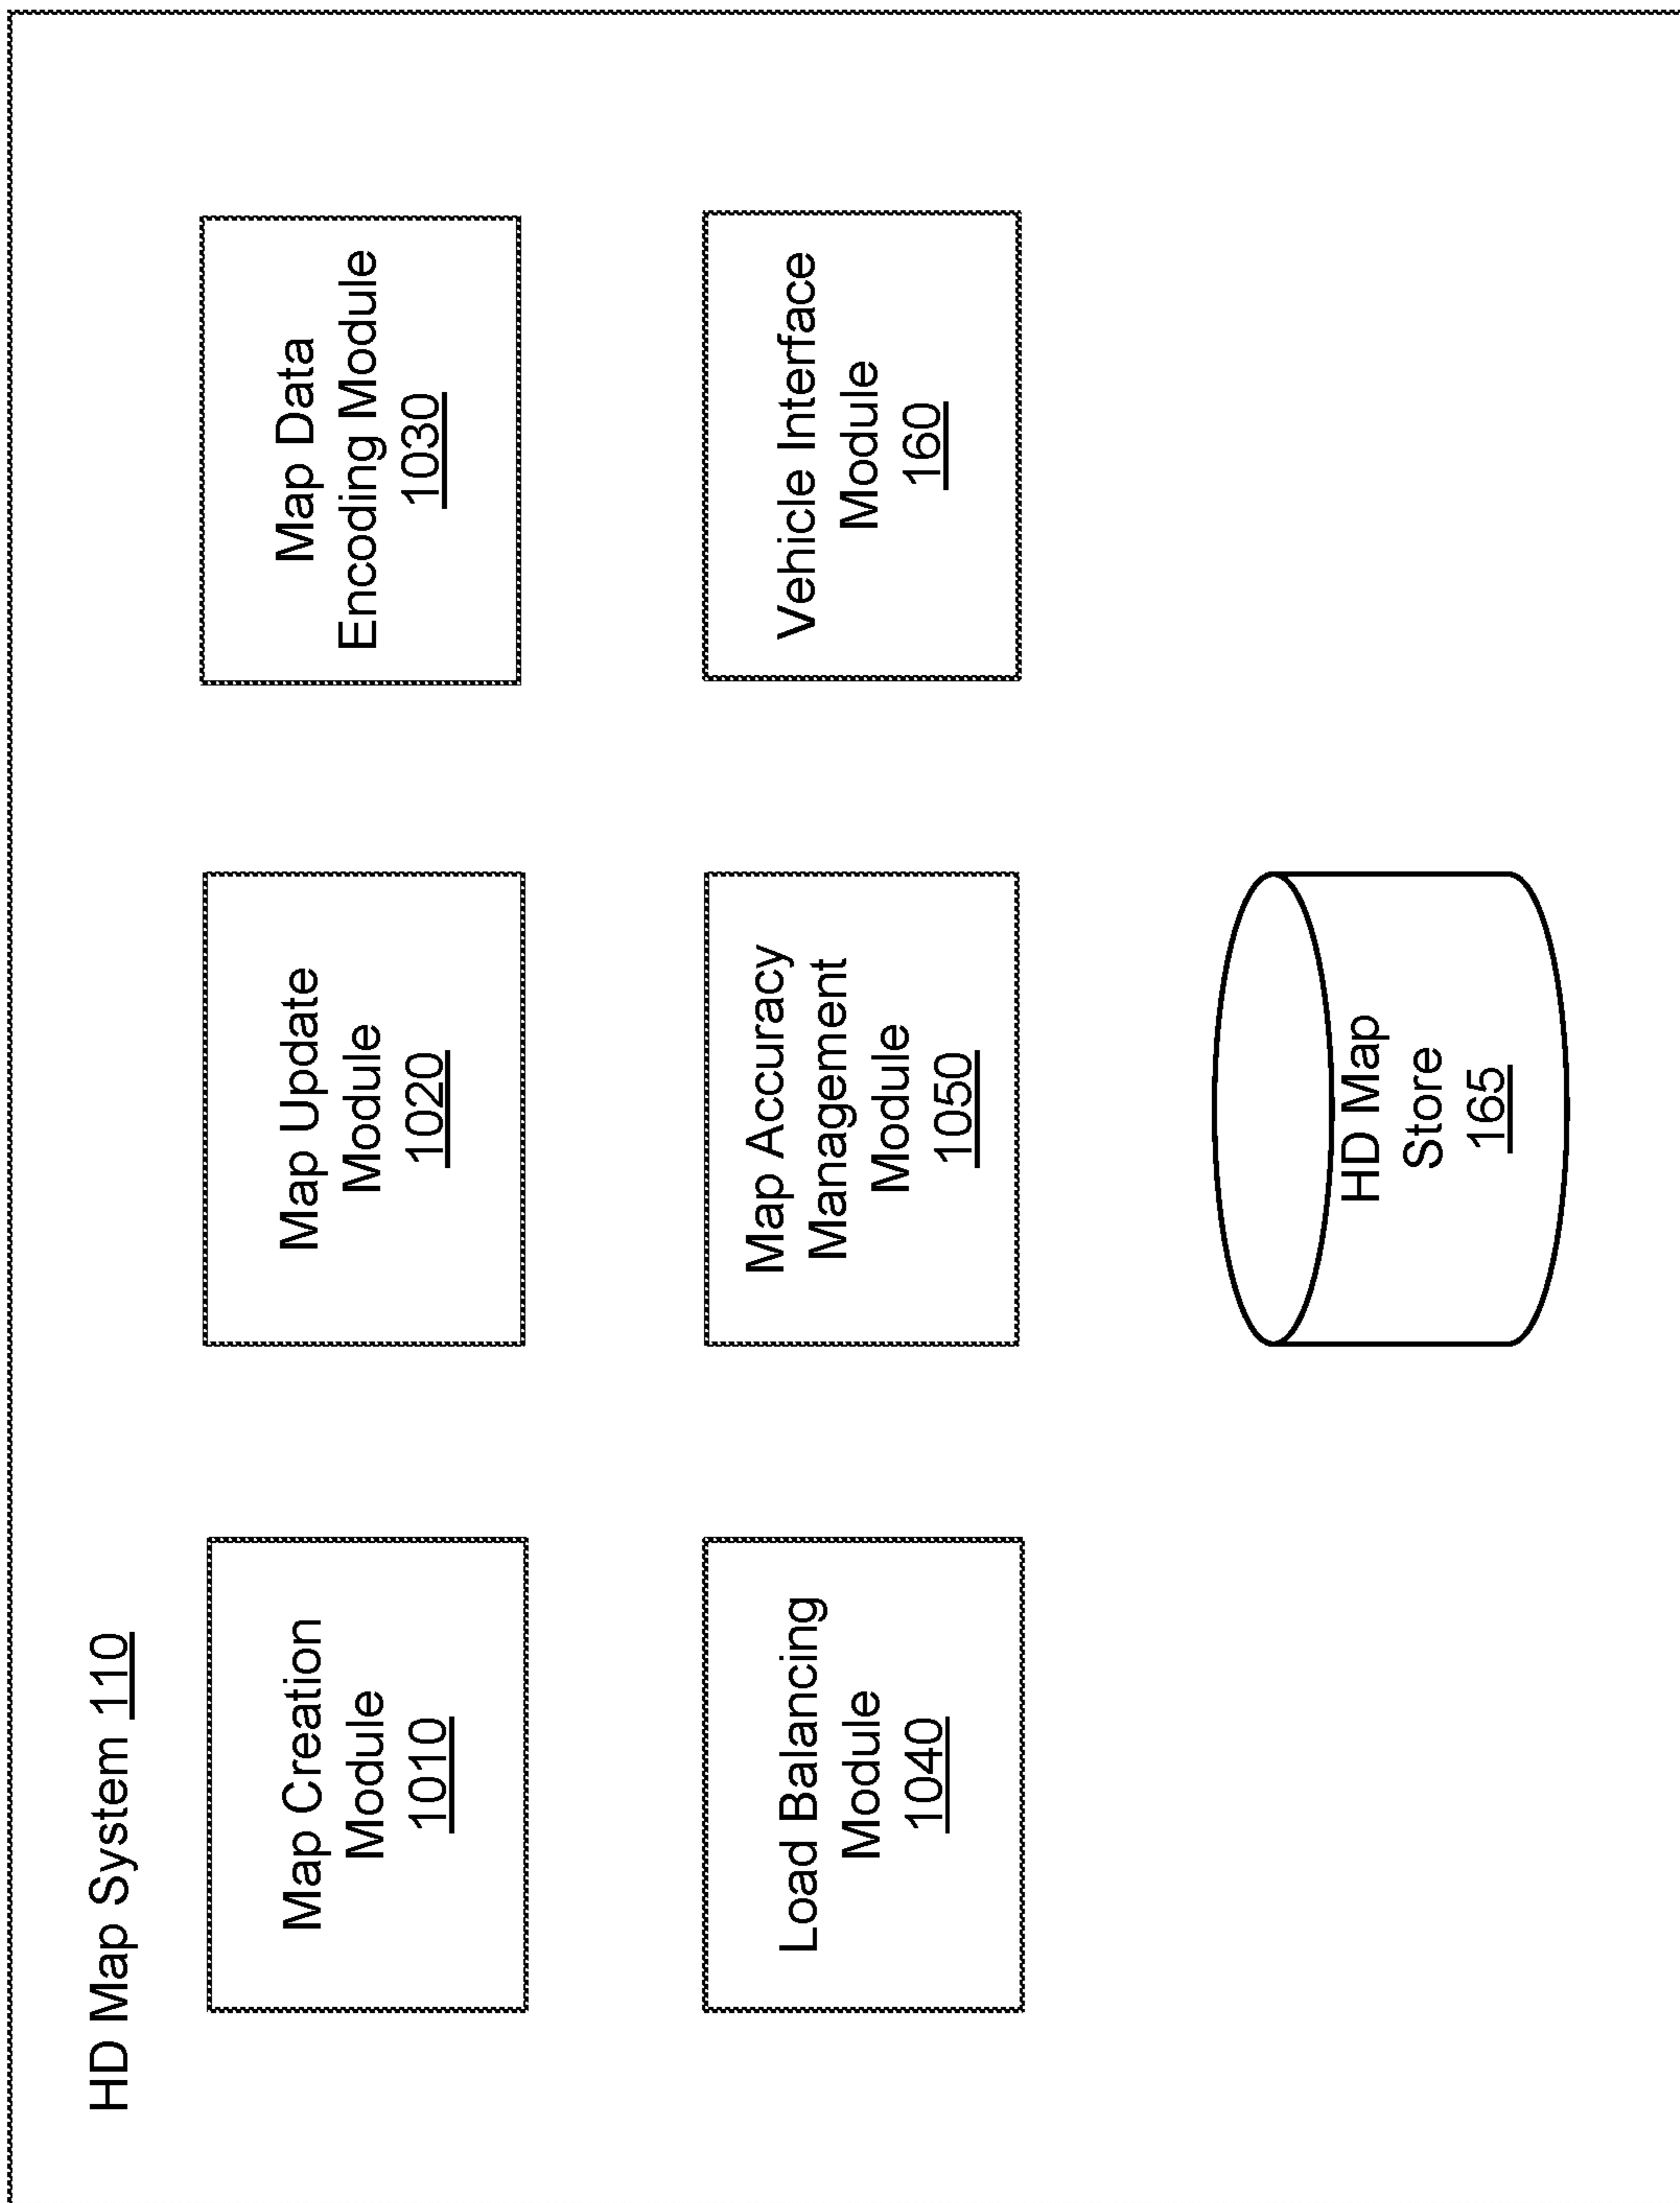 HD Map System 110
Map Creation
Module
1010
Map Update
Module
1020
Map Data
Encoding Module
1030
Load Balancing
Module
1040
Map Accuracy
Management
Module
1050
Vehicle Interface
Module
160
HD Map
Store
165